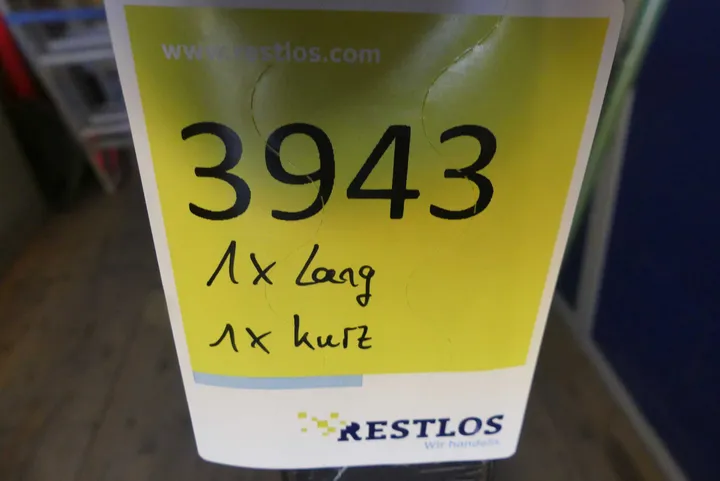 www.restlos.com
3943
1x Lang
1x kurz
RESTLOS
Wir handeln